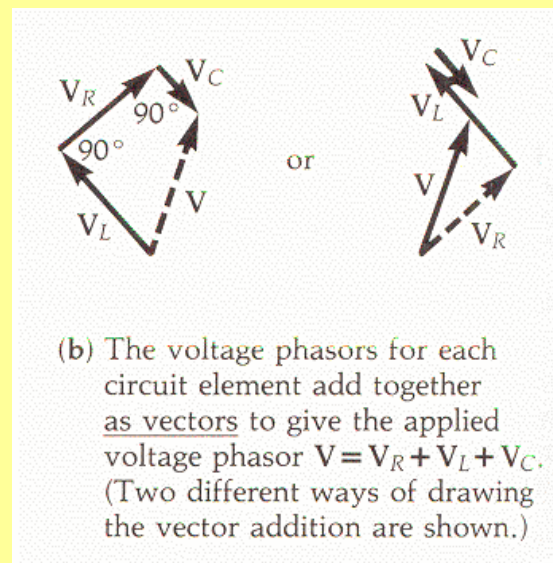 V_R
V_C
90°
90°
V_L
V
or
V_C
V_L
V
V_R
(b) The voltage phasors for each
circuit element add together
as vectors to give the applied
voltage phasor V = V_R + V_L + V_C.
(Two different ways of drawing
the vector addition are shown.)